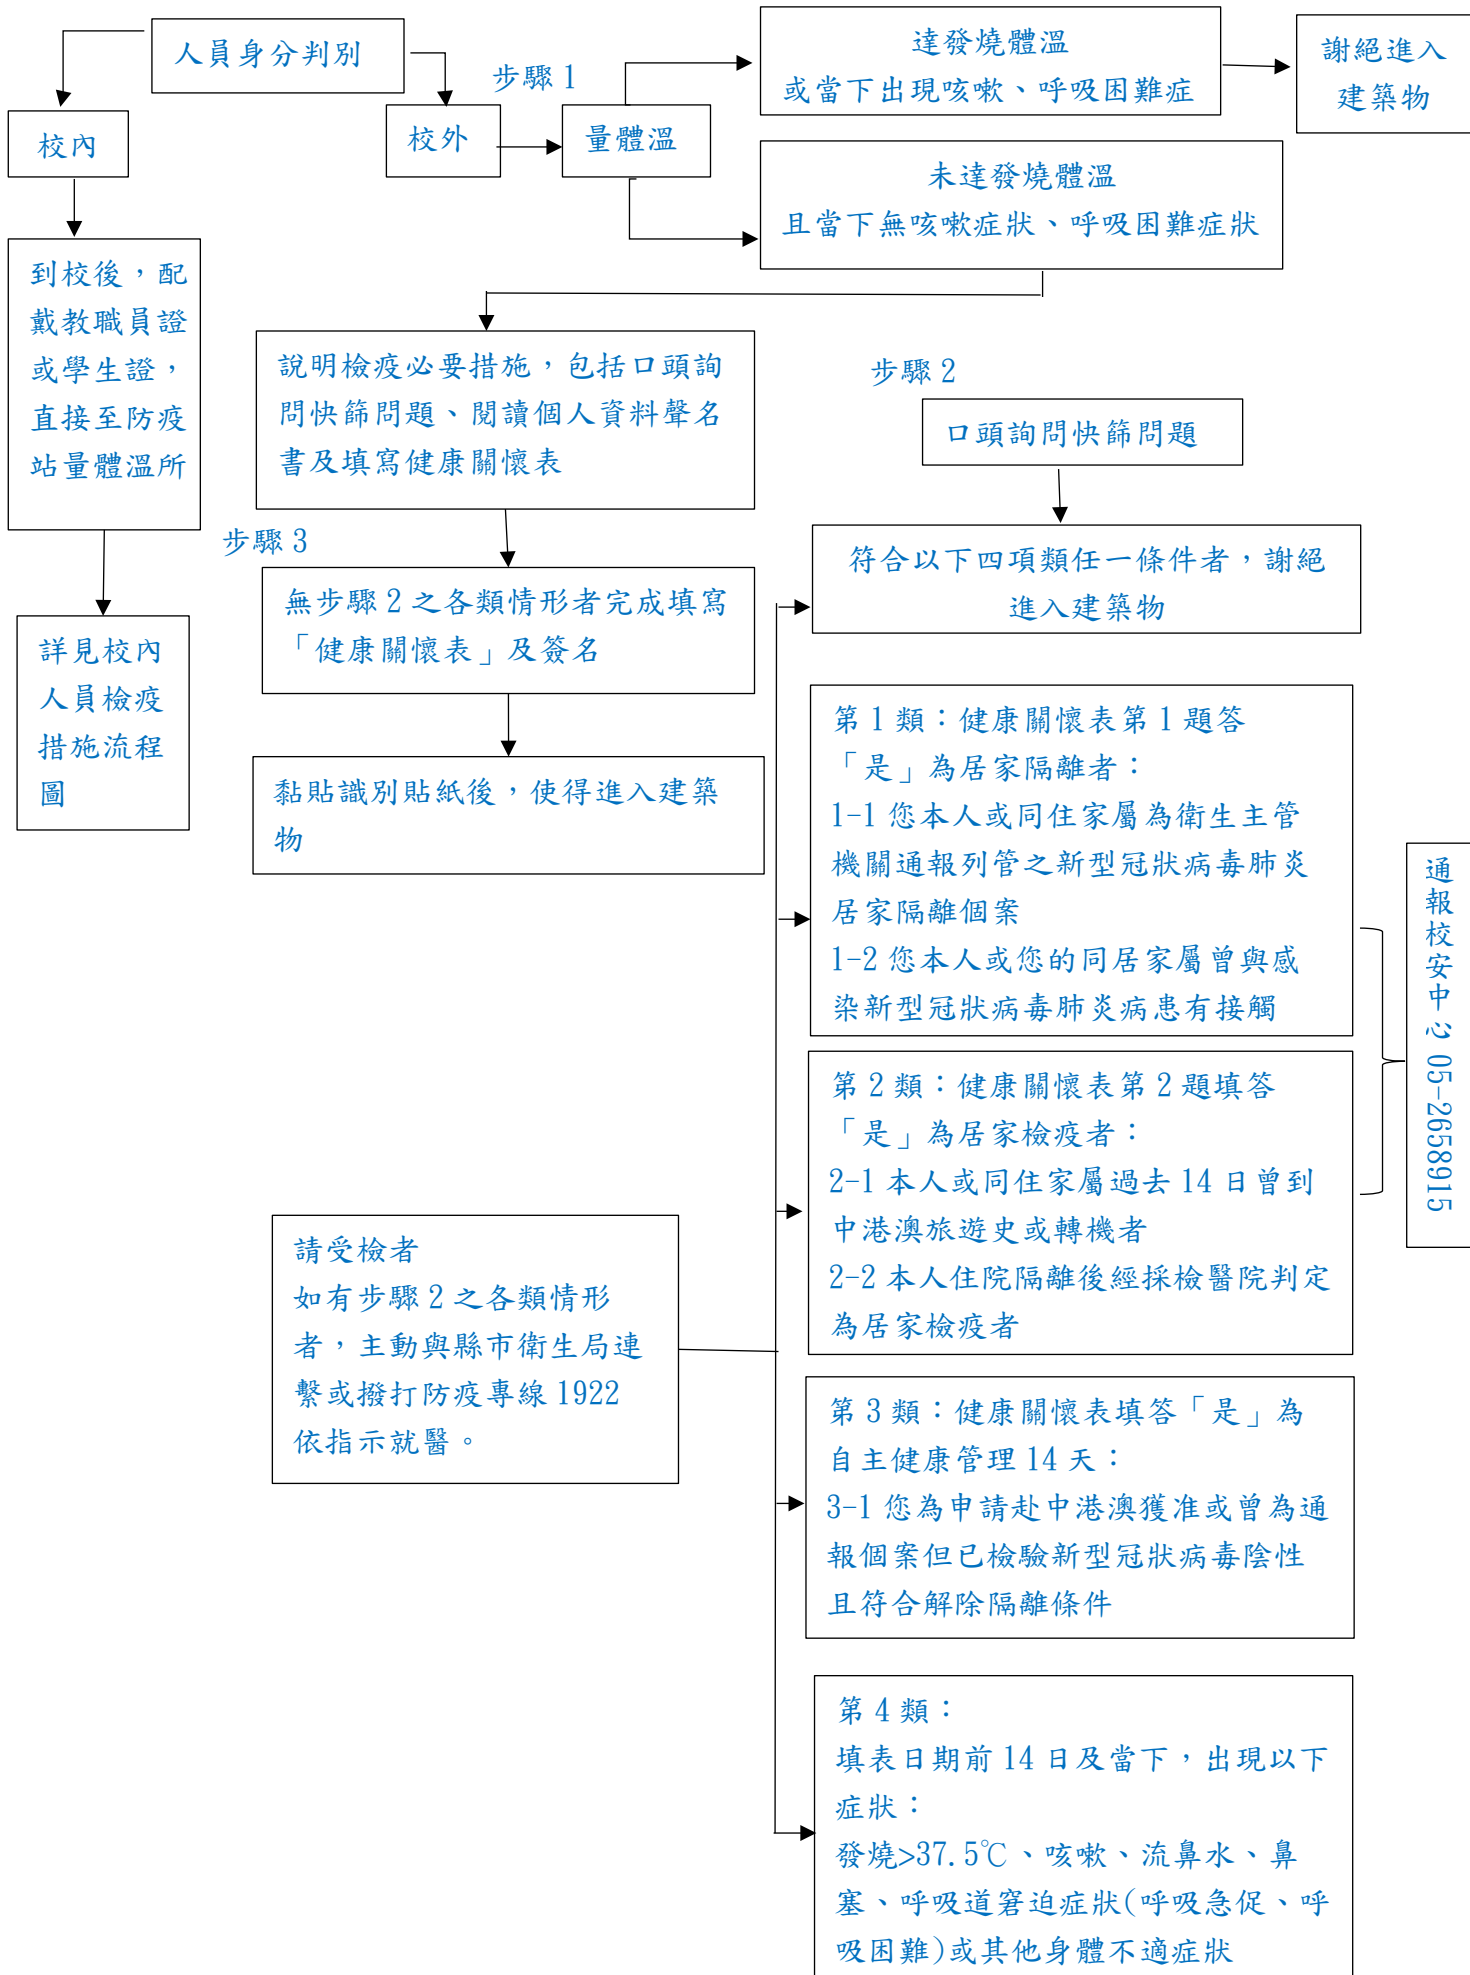 人員身分判別
步驟 1
達發燒體溫
或當下出現咳嗽、呼吸困難症
謝絕進入
建築物
校內
校外
量體溫
未達發燒體溫
且當下無咳嗽症狀、呼吸困難症狀
到校後，配
戴教職員證
或學生證，
直接至防疫
站量體溫所
詳見校內
人員檢疫
措施流程
圖
說明檢疫必要措施，包括口頭詢
問快篩問題、閱讀個人資料聲名
書及填寫健康關懷表
步驟 2
口頭詢問快篩問題
步驟 3
無步驟 2 之各類情形者完成填寫
「健康關懷表」及簽名
黏貼識別貼紙後，使得進入建築
物
符合以下四項類任一條件者，謝絕
進入建築物
第 1 類：健康關懷表第 1 題答
「是」為居家隔離者：
1-1 您本人或同住家屬為衛生主管
機關通報列管之新型冠狀病毒肺炎
居家隔離個案
1-2 您本人或您的同居家屬曾與感
染新型冠狀病毒肺炎病患有接觸
第 2 類：健康關懷表第 2 題填答
「是」為居家檢疫者：
2-1 本人或同住家屬過去 14 日曾到
中港澳旅遊史或轉機者
2-2 本人住院隔離後經採檢醫院判定
為居家檢疫者
通報校安中心 05-2658915
請受檢者
如有步驟 2 之各類情形
者，主動與縣市衛生局連
繫或撥打防疫專線 1922
依指示就醫。
第 3 類：健康關懷表填答「是」為
自主健康管理 14 天：
3-1 您為申請赴中港澳獲准或曾為通
報個案但已檢驗新型冠狀病毒陰性
且符合解除隔離條件
第 4 類：
填表日期前 14 日及當下，出現以下
症狀：
發燒>37.5℃、咳嗽、流鼻水、鼻
塞、呼吸道窘迫症狀(呼吸急促、呼
吸困難)或其他身體不適症狀